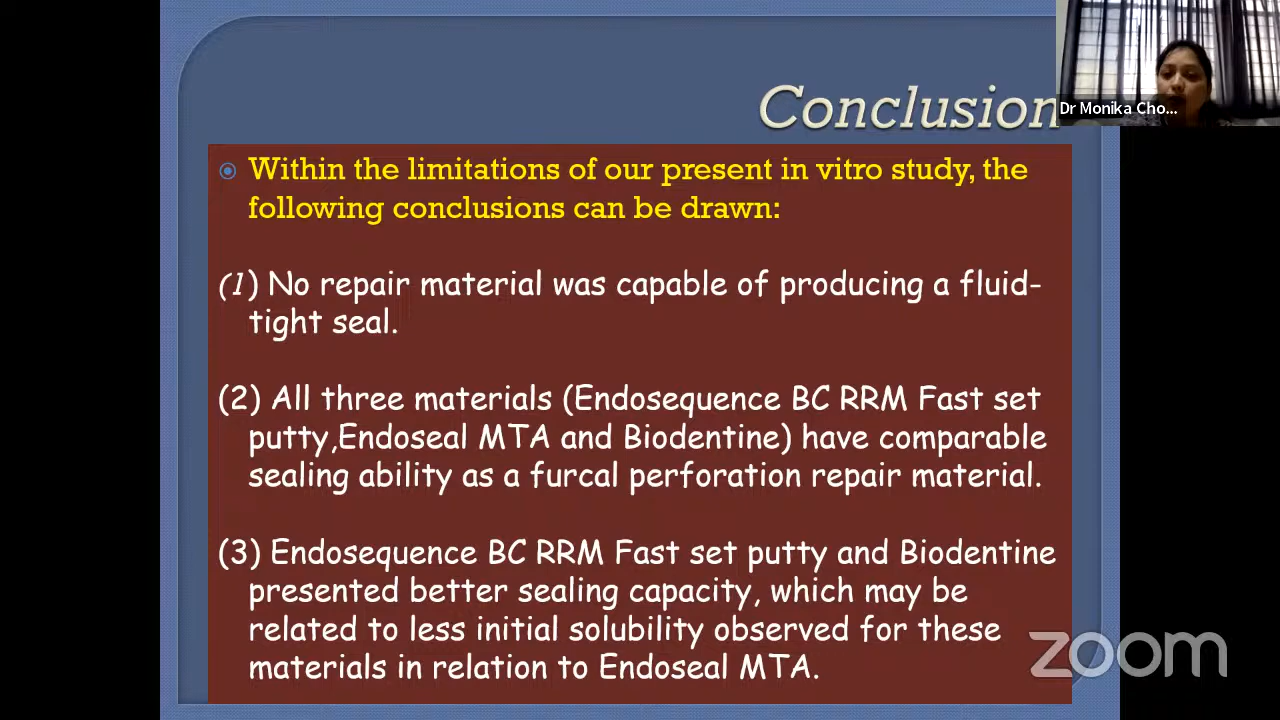 Conclusion
Dr Monika Cho...
Within the limitations of our present in vitro study, the
following conclusions can be drawn:
(1) No repair material was capable of producing a fluid-
tight seal.
(2) All three materials (Endosequence BC RRM Fast set
putty,Endoseal MTA and Biodentine) have comparable
sealing ability as a furcal perforation repair material.
(3) Endosequence BC RRM Fast set putty and Biodentine
presented better sealing capacity, which may be
related to less initial solubility observed for these
materials in relation to Endoseal MTA.
zoom